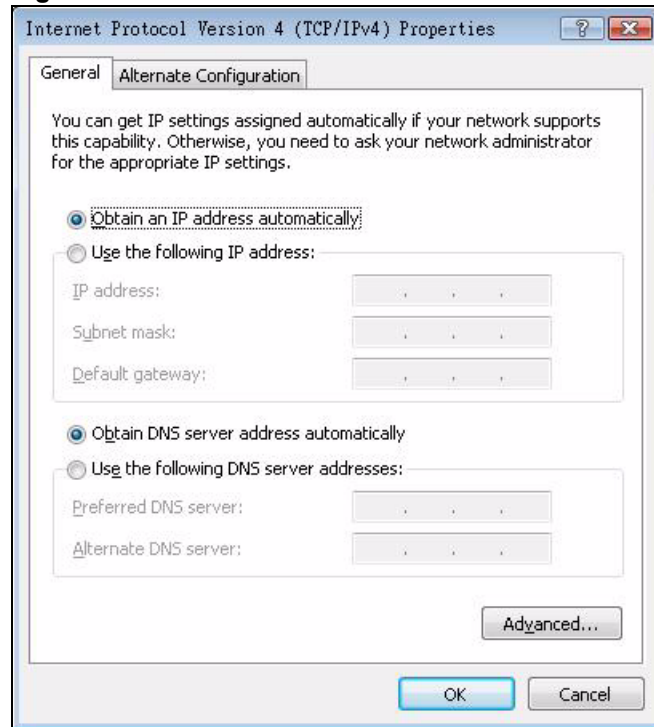 Internet Protocol Version 4 (TCP/IPv4) Properties
General
Alternate Configuration
You can get IP settings assigned automatically if your network supports
this capability. Otherwise, you need to ask your network administrator
for the appropriate IP settings.
Obtain an IP address automatically
Use the following IP address:
IP address:
Subnet mask:
Default gateway:
Obtain DNS server address automatically
Use the following DNS server addresses:
Preferred DNS server:
Alternate DNS server:
Advanced...
OK
Cancel